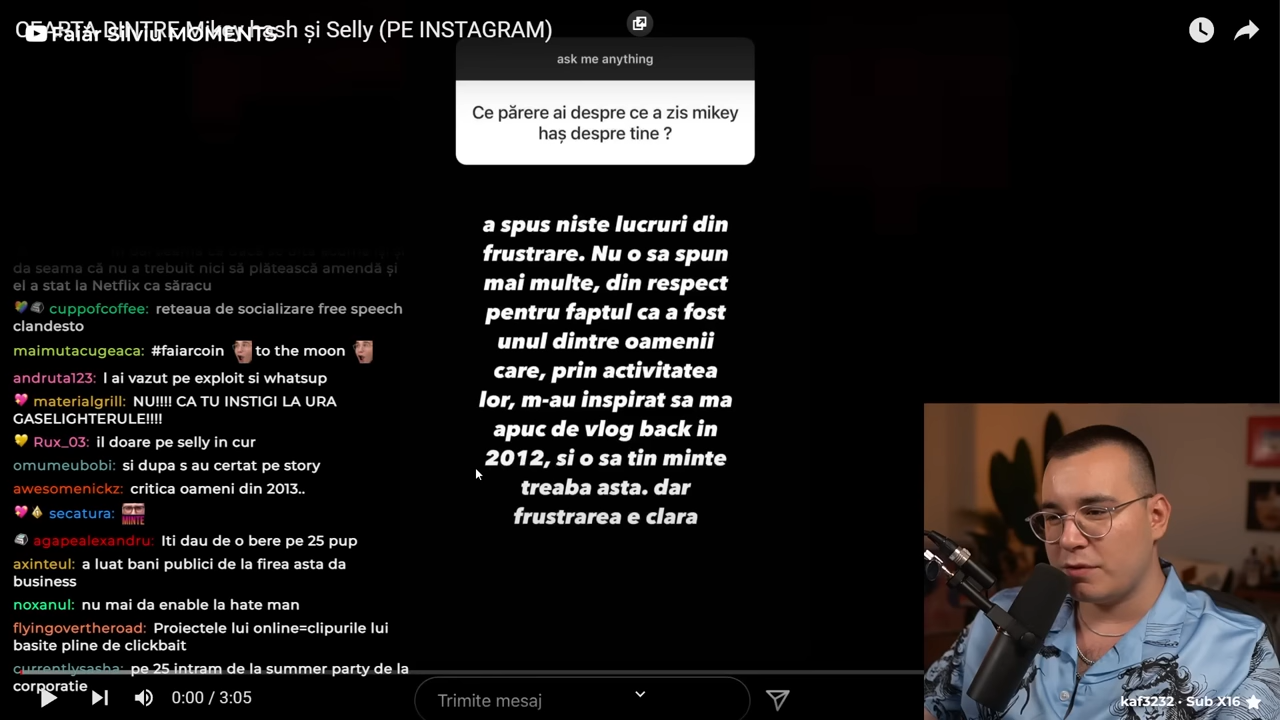 CEARTA DINTRE Mikey hash și Selly (PE INSTAGRAM)
Faiar Silviu MOMENTS
ask me anything
Ce părere ai despre ce a zis mikey
haș despre tine ?
a spus niste lucruri din
frustrare. Nu o sa spun
mai multe, din respect
pentru faptul ca a fost
unul dintre oamenii
care, prin activitatea
lor, m-au inspirat sa ma
apuc de vlog back in
2012, si o sa tin minte
treaba asta. dar
frustrarea e clara
da seama că nu a trebuit nici să plătească amendă și
el a stat la Netflix ca săracu
cuppofcoffee: reteaua de socializare free speech
clandesto
maimutacugeaca: #faiarcoin to the moon
andruta123: l ai vazut pe exploit si whatsup
materialgrill: NU!!!! CA TU INSTIGI LA URA
GASELIGHTERULE!!!!
Rux_03: il doare pe selly in cur
omumeubobi: si dupa s au certat pe story
awesomenickz: critica oameni din 2013..
secatura: MINTE
agapealexandru: Iti dau de o bere pe 25 pup
axinteul: a luat bani publici de la firea asta da
business
noxanul: nu mai da enable la hate man
flyingovertheroad: Proiectele lui online=clipurile lui
basite pline de clickbait
currentlysasha: pe 25 intram de la summer party de la
corporatie
0:00 / 3:05
Trimite mesaj
kaf3232 · Sub X16